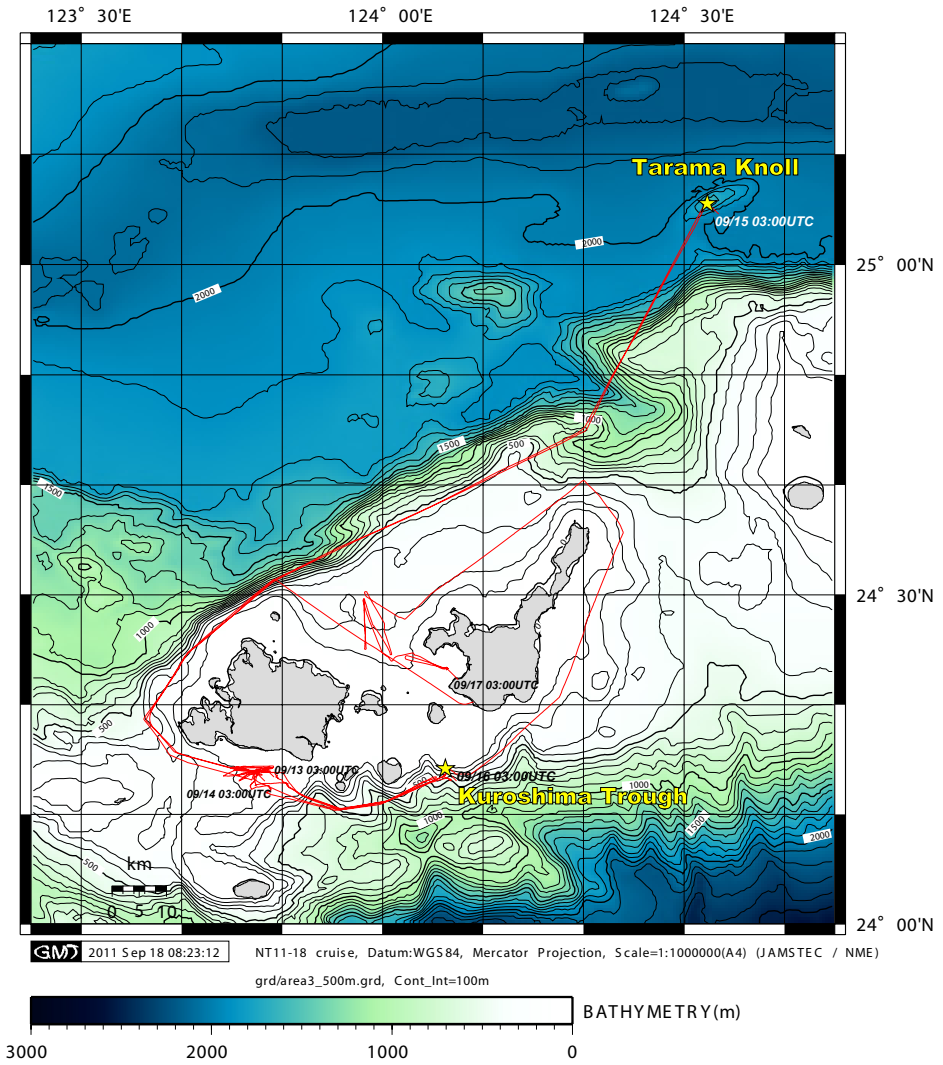 123° 30'E 124° 00'E 124° 30'E
Tarama Knoll
09/15 03:00UTC
2000
25° 00'N
2000
500
1500
1500
24° 30'N
1000
09/17 03:00UTC
500
09/13 03:00UTC
09/16 03:00UTC
1000
09/14 03:00UTC
Kuroshima Trough
1000
1500
2000
500
km
0 5 10
24° 00'N
GMT 2011 Sep 18 08:23:12 NT11-18 cruise, Datum:WGS84, Mercator Projection, Scale=1:1000000(A4) (JAMSTEC / NME)
grd/area3_500m.grd, Cont_Int=100m
BATHYMETRY(m)
3000 2000 1000 0